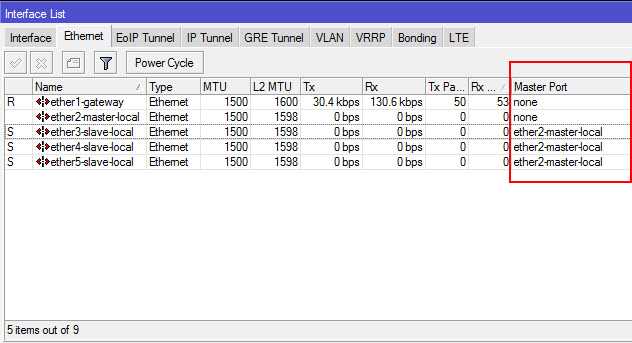 Interface List
Interface Ethernet EoIP Tunnel IP Tunnel GRE Tunnel VLAN VRRP Bonding LTE
Power Cycle
Name Type MTU L2 MTU Tx Rx Tx Pa... Rx ... Master Port
R ether1-gateway Ethernet 1500 1600 30.4 kbps 130.6 kbps 50 53 none
ether2-master-local Ethernet 1500 1598 0 bps 0 bps 0 0 none
S ether3-slave-local Ethernet 1500 1598 0 bps 0 bps 0 0 ether2-master-local
S ether4-slave-local Ethernet 1500 1598 0 bps 0 bps 0 0 ether2-master-local
S ether5-slave-local Ethernet 1500 1598 0 bps 0 bps 0 0 ether2-master-local
5 items out of 9